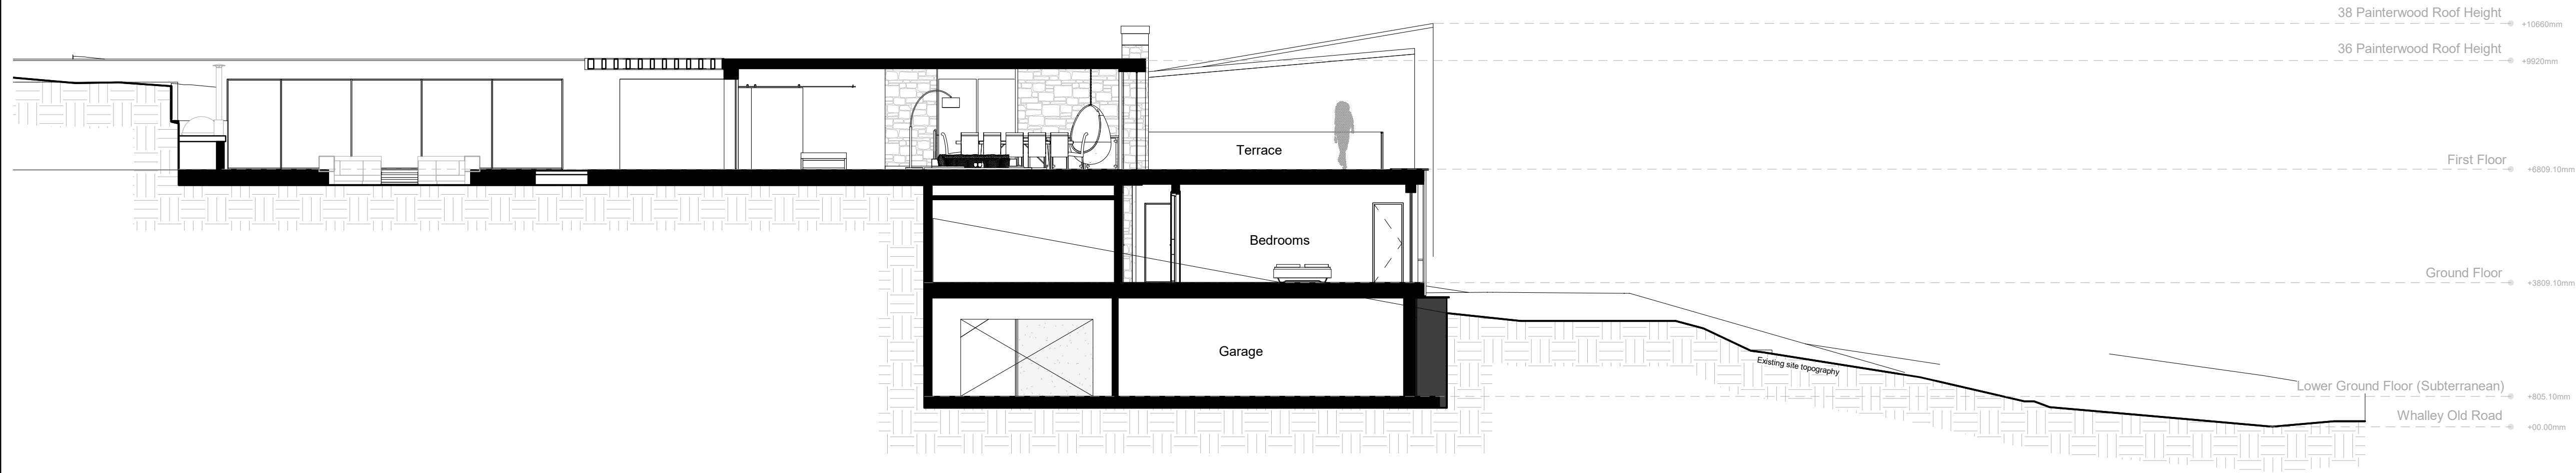 38 Painterwood Roof Height
+10660mm
36 Painterwood Roof Height
+9920mm
Terrace
First Floor
+6809.10mm
Bedrooms
Ground Floor
+3809.10mm
Garage
Existing site topography
Lower Ground Floor (Subterranean)
+805.10mm
Whalley Old Road
+00.00mm